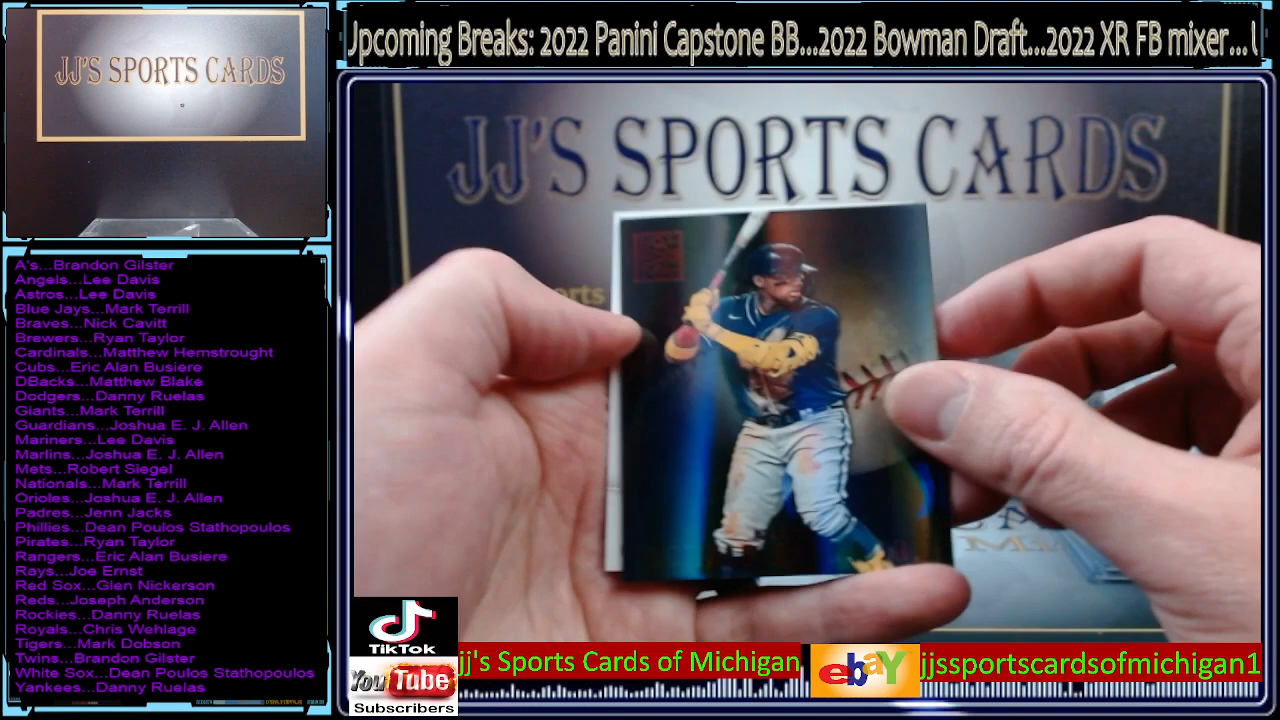 JJ'S SPORTS CARDS
Upcoming Breaks: 2022 Panini Capstone BB...2022 Bowman Draft...2022 XR FB mixer...
JJ'S SPORTS CARDS
A's...Brandon Gilster
Angels...Lee Davis
Astros...Lee Davis
Blue Jays...Mark Terrill
Braves...Nick Cavitt
Brewers...Ryan Taylor
Cardinals...Matthew Hemstrought
Cubs...Eric Alan Busiere
DBacks...Matthew Blake
Dodgers...Danny Ruelas
Giants...Mark Terrill
Guardians...Joshua E. J. Allen
Mariners...Lee Davis
Marlins...Joshua E. J. Allen
Mets...Robert Siegel
Nationals...Mark Terrill
Orioles...Joshua E. J. Allen
Padres...Jenn Jacks
Phillies...Dean Poulos Stathopoulos
Pirates...Ryan Taylor
Rangers...Eric Alan Busiere
Rays...Joe Ernst
Red Sox...Glen Nickerson
Reds...Joseph Anderson
Rockies...Danny Ruelas
Royals...Chris Wehlage
Tigers...Mark Dobson
Twins...Brandon Gilster
White Sox...Dean Poulos Stathopoulos
Yankees...Danny Ruelas
TikTok
YouTube
Subscribers
jj's Sports Cards of Michigan
ebay
jjssportscardsofmichigan1